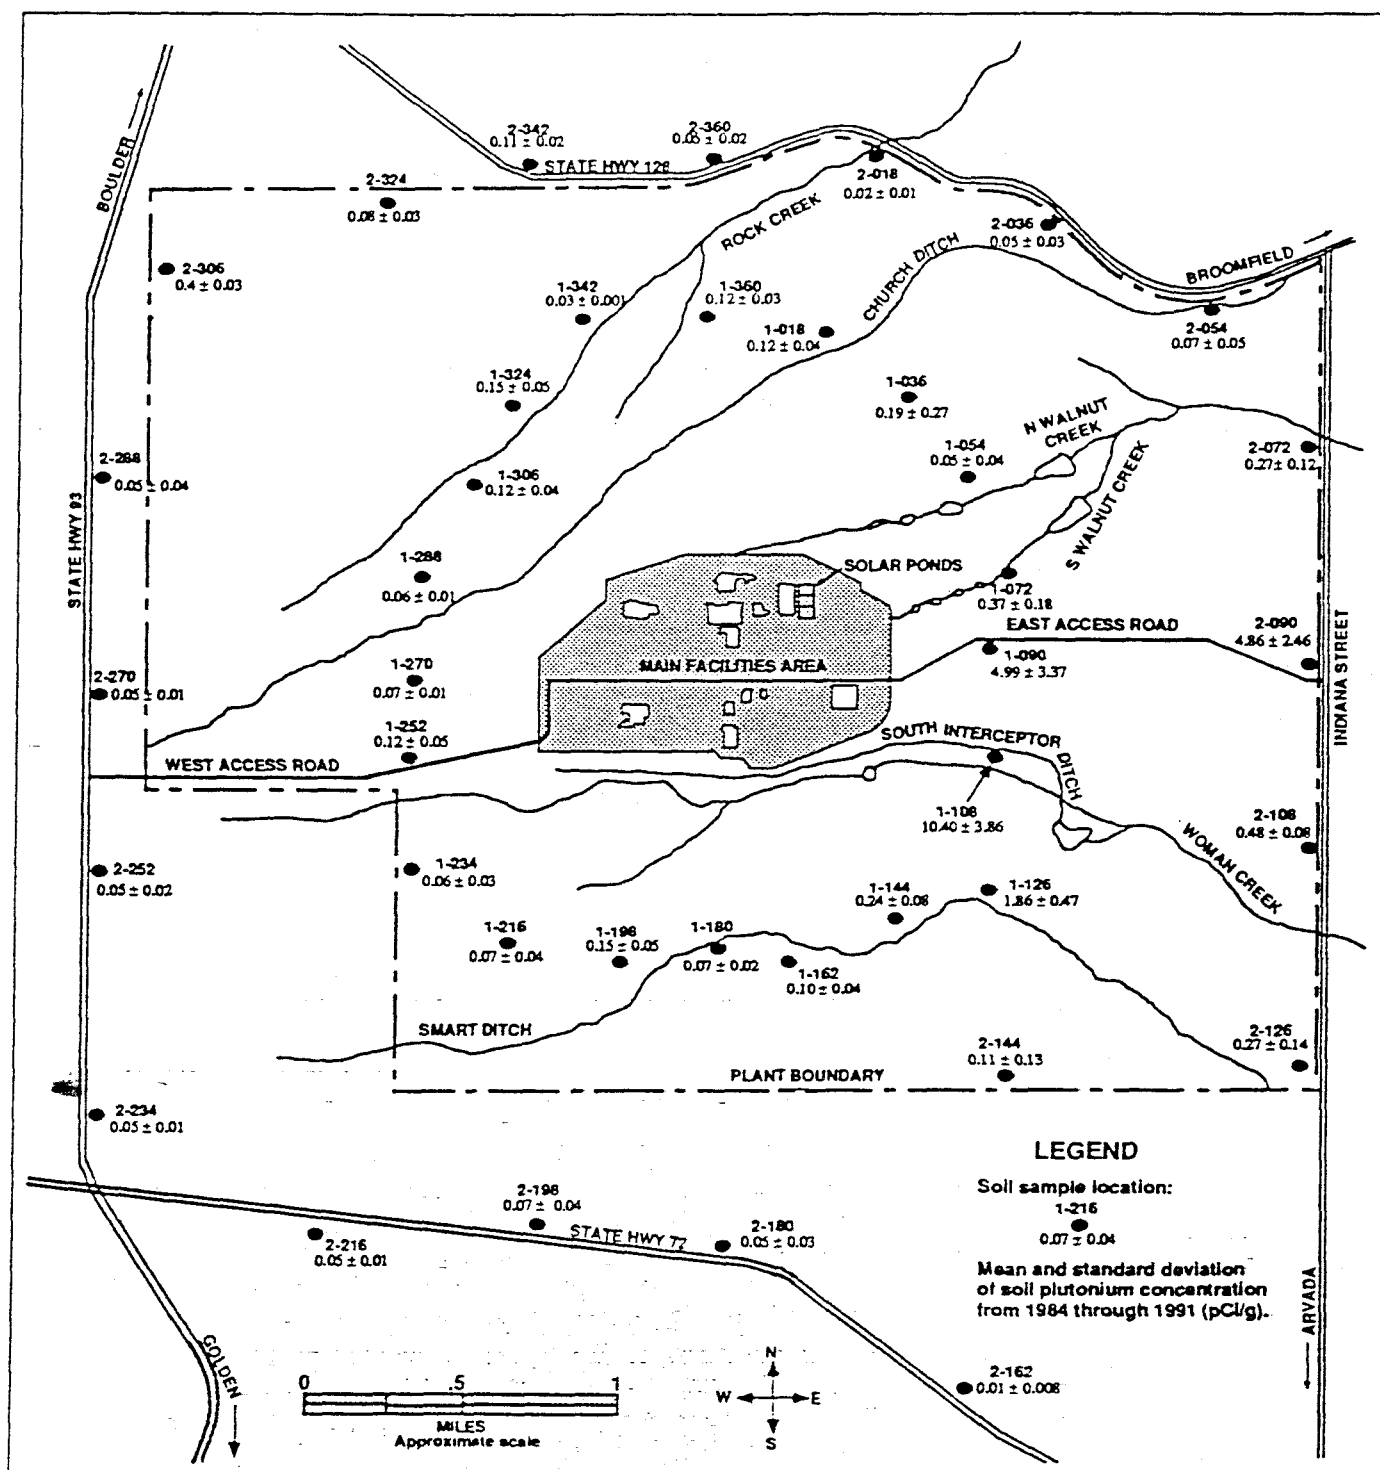 2-342
0.11 ± 0.02
2-360
0.05 ± 0.02
STATE HWY 128
BOULDER
2-324
0.08 ± 0.03
2-018
0.02 ± 0.01
ROCK CREEK
2-036
0.05 ± 0.03
CHURCH DITCH
BROOMFIELD
2-306
0.4 ± 0.03
1-342
0.03 ± 0.001
1-360
0.12 ± 0.03
1-018
0.12 ± 0.04
2-054
0.07 ± 0.05
1-324
0.15 ± 0.05
1-036
0.19 ± 0.27
N WALNUT
CREEK
1-054
0.05 ± 0.04
S WALNUT CREEK
2-072
0.27 ± 0.12
2-288
0.05 ± 0.04
1-306
0.12 ± 0.04
STATE HWY 93
1-288
0.06 ± 0.01
SOLAR PONDS
1-072
0.37 ± 0.18
EAST ACCESS ROAD
2-090
4.86 ± 2.46
INDIANA STREET
MAIN FACILITIES AREA
1-090
4.99 ± 3.37
2-270
0.05 ± 0.01
1-270
0.07 ± 0.01
1-252
0.12 ± 0.05
WEST ACCESS ROAD
SOUTH INTERCEPTOR
DITCH
1-108
10.40 ± 3.86
2-108
0.48 ± 0.08
WOMAN CREEK
2-252
0.05 ± 0.02
1-234
0.06 ± 0.03
1-144
0.24 ± 0.08
1-126
1.86 ± 0.47
1-216
0.07 ± 0.04
1-198
0.15 ± 0.05
1-180
0.07 ± 0.02
1-162
0.10 ± 0.04
SMART DITCH
2-144
0.11 ± 0.13
2-126
0.27 ± 0.14
PLANT BOUNDARY
2-234
0.05 ± 0.01
LEGEND
Soil sample location:
1-216
0.07 ± 0.04
Mean and standard deviation
of soil plutonium concentration
from 1984 through 1991 (pCi/g).
2-198
0.07 ± 0.04
STATE HWY 72
2-180
0.05 ± 0.03
2-216
0.05 ± 0.01
ARVADA
GOLDEN
2-162
0.01 ± 0.008
0 .5 1
MILES
Approximate scale
N
W E
S